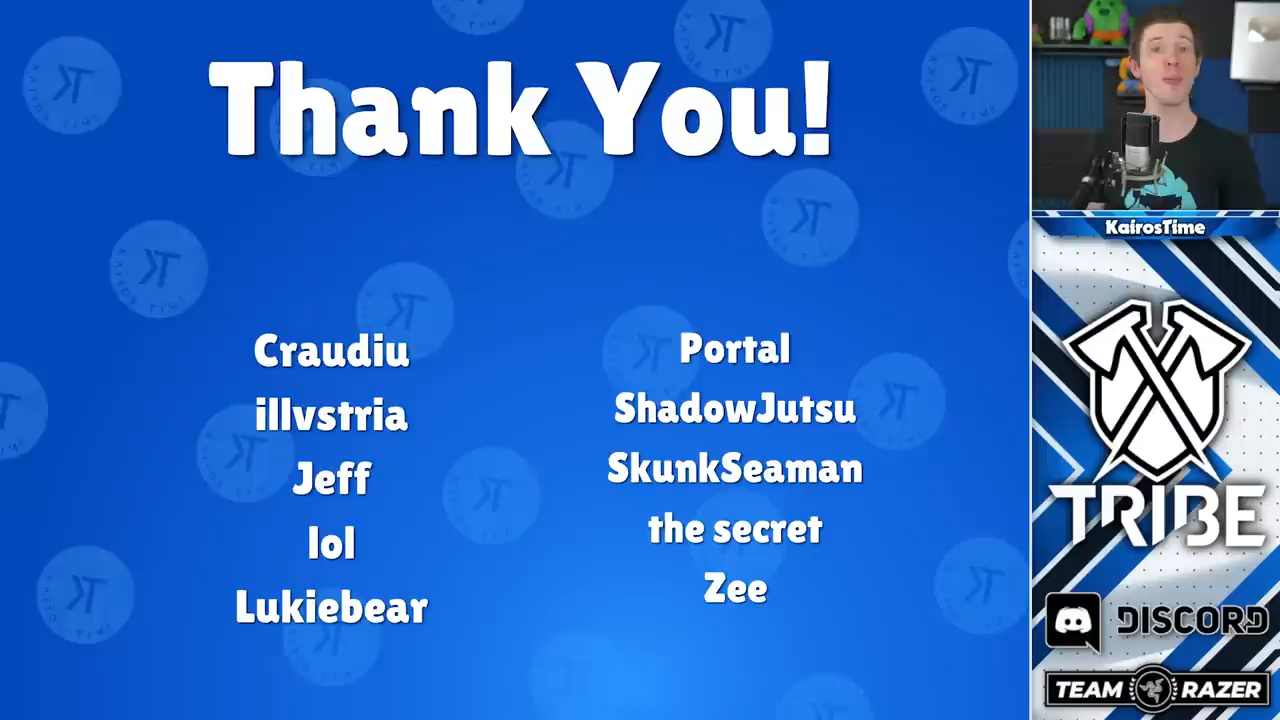 Thank You!
Craudiu
illvstria
Jeff
lol
Lukiebear
Portal
ShadowJutsu
SkunkSeaman
the secret
Zee
KairosTime
TRIBE
DISCORD
TEAM RAZER